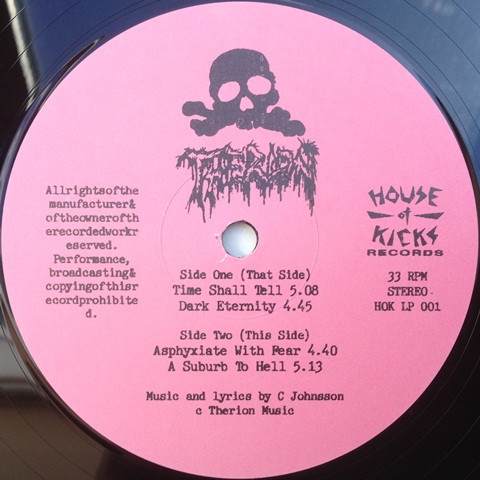 THERION
Allrightsofthe
manufacturer&
oftheownerofth
erecordedworkr
eserved.
Performance,
broadcasting&
copyingofthisr
ecordprohibite
d.
HOUSE
of
KICKS
RECORDS
33 RPM
STEREO
HOK LP 001
Side One (That Side)
Time Shall Tell 5.08
Dark Eternity 4.45
Side Two (This Side)
Asphyxiate With Fear 4.40
A Suburb To Hell 5.13
Music and lyrics by C Johnsson
c Therion Music